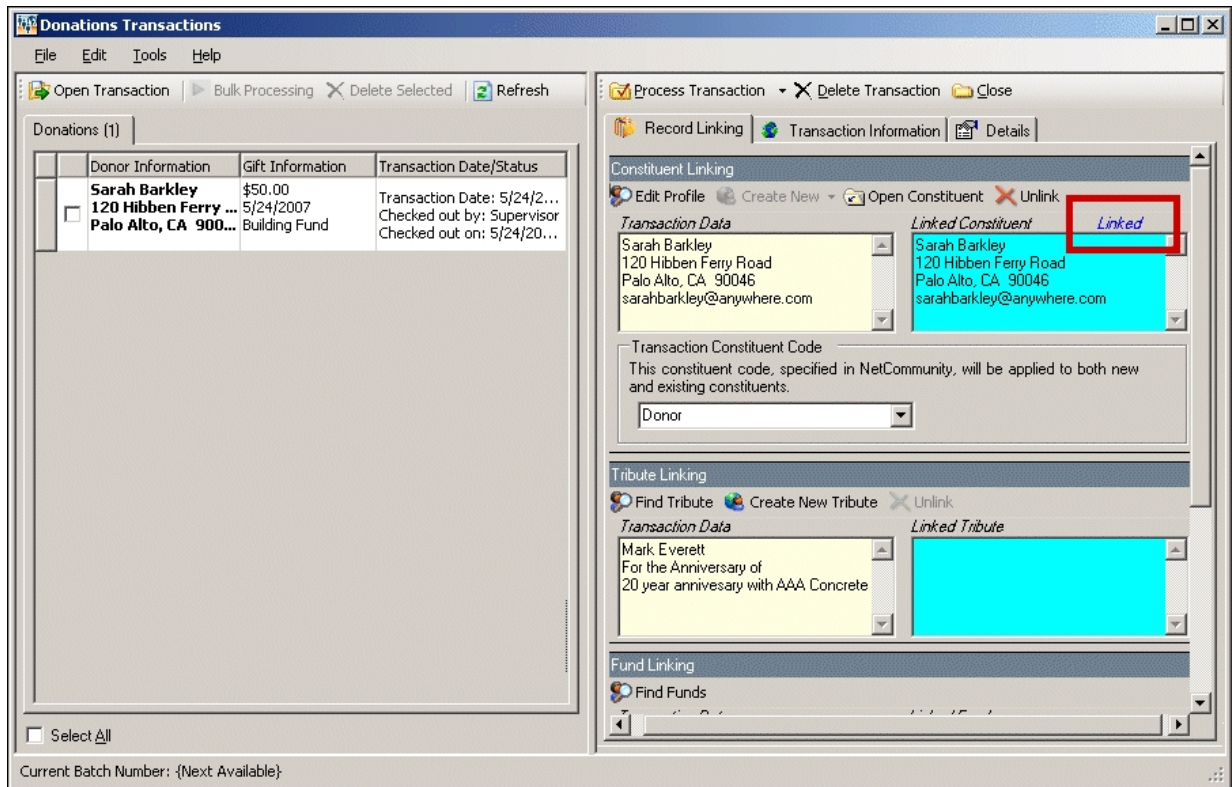 Donations Transactions
File Edit Tools Help
Open Transaction Bulk Processing Delete Selected Refresh
Donations (1)
Donor Information Gift Information Transaction Date/Status
Sarah Barkley
120 Hibben Ferry ...
Palo Alto, CA 900...
$50.00
5/24/2007
Building Fund
Transaction Date: 5/24/2...
Checked out by: Supervisor
Checked out on: 5/24/20...
Select All
Process Transaction Delete Transaction Close
Record Linking Transaction Information Details
Constituent Linking
Edit Profile Create New Open Constituent Unlink
Transaction Data Linked Constituent Linked
Sarah Barkley
120 Hibben Ferry Road
Palo Alto, CA 90046
sarahbarkley@anywhere.com
Sarah Barkley
120 Hibben Ferry Road
Palo Alto, CA 90046
sarahbarkley@anywhere.com
Transaction Constituent Code
This constituent code, specified in NetCommunity, will be applied to both new
and existing constituents.
Donor
Tribute Linking
Find Tribute Create New Tribute Unlink
Transaction Data Linked Tribute
Mark Everett
For the Anniversary of
20 year annivesary with AAA Concrete
Fund Linking
Find Funds
Current Batch Number: {Next Available}